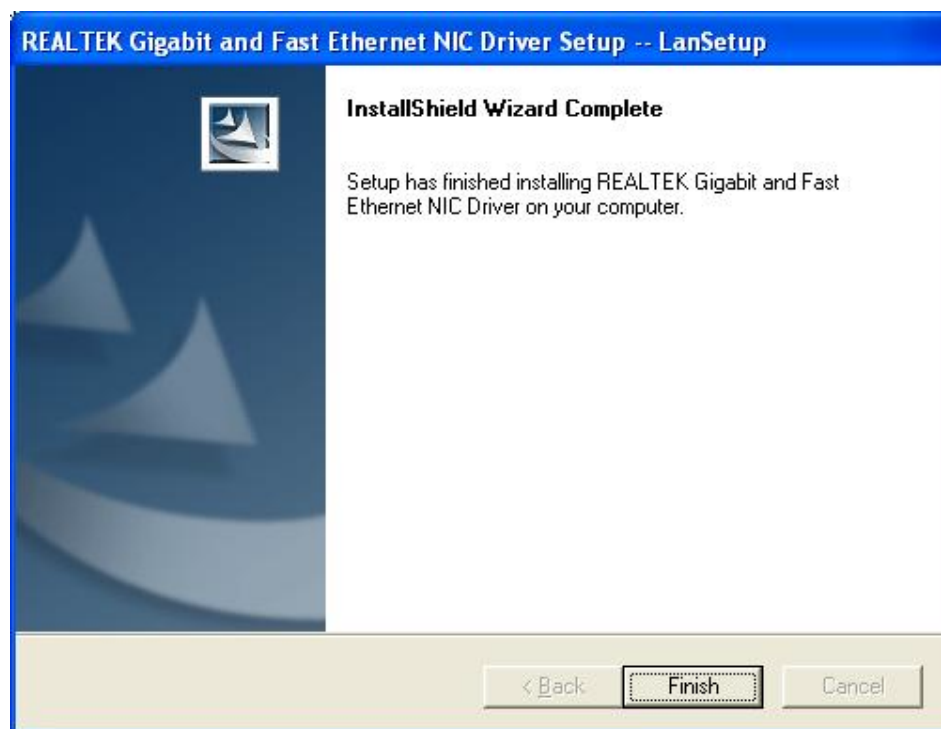 REALTEK Gigabit and Fast Ethernet NIC Driver Setup -- LanSetup
InstallShield Wizard Complete
Setup has finished installing REALTEK Gigabit and Fast
Ethernet NIC Driver on your computer.
< Back Finish Cancel